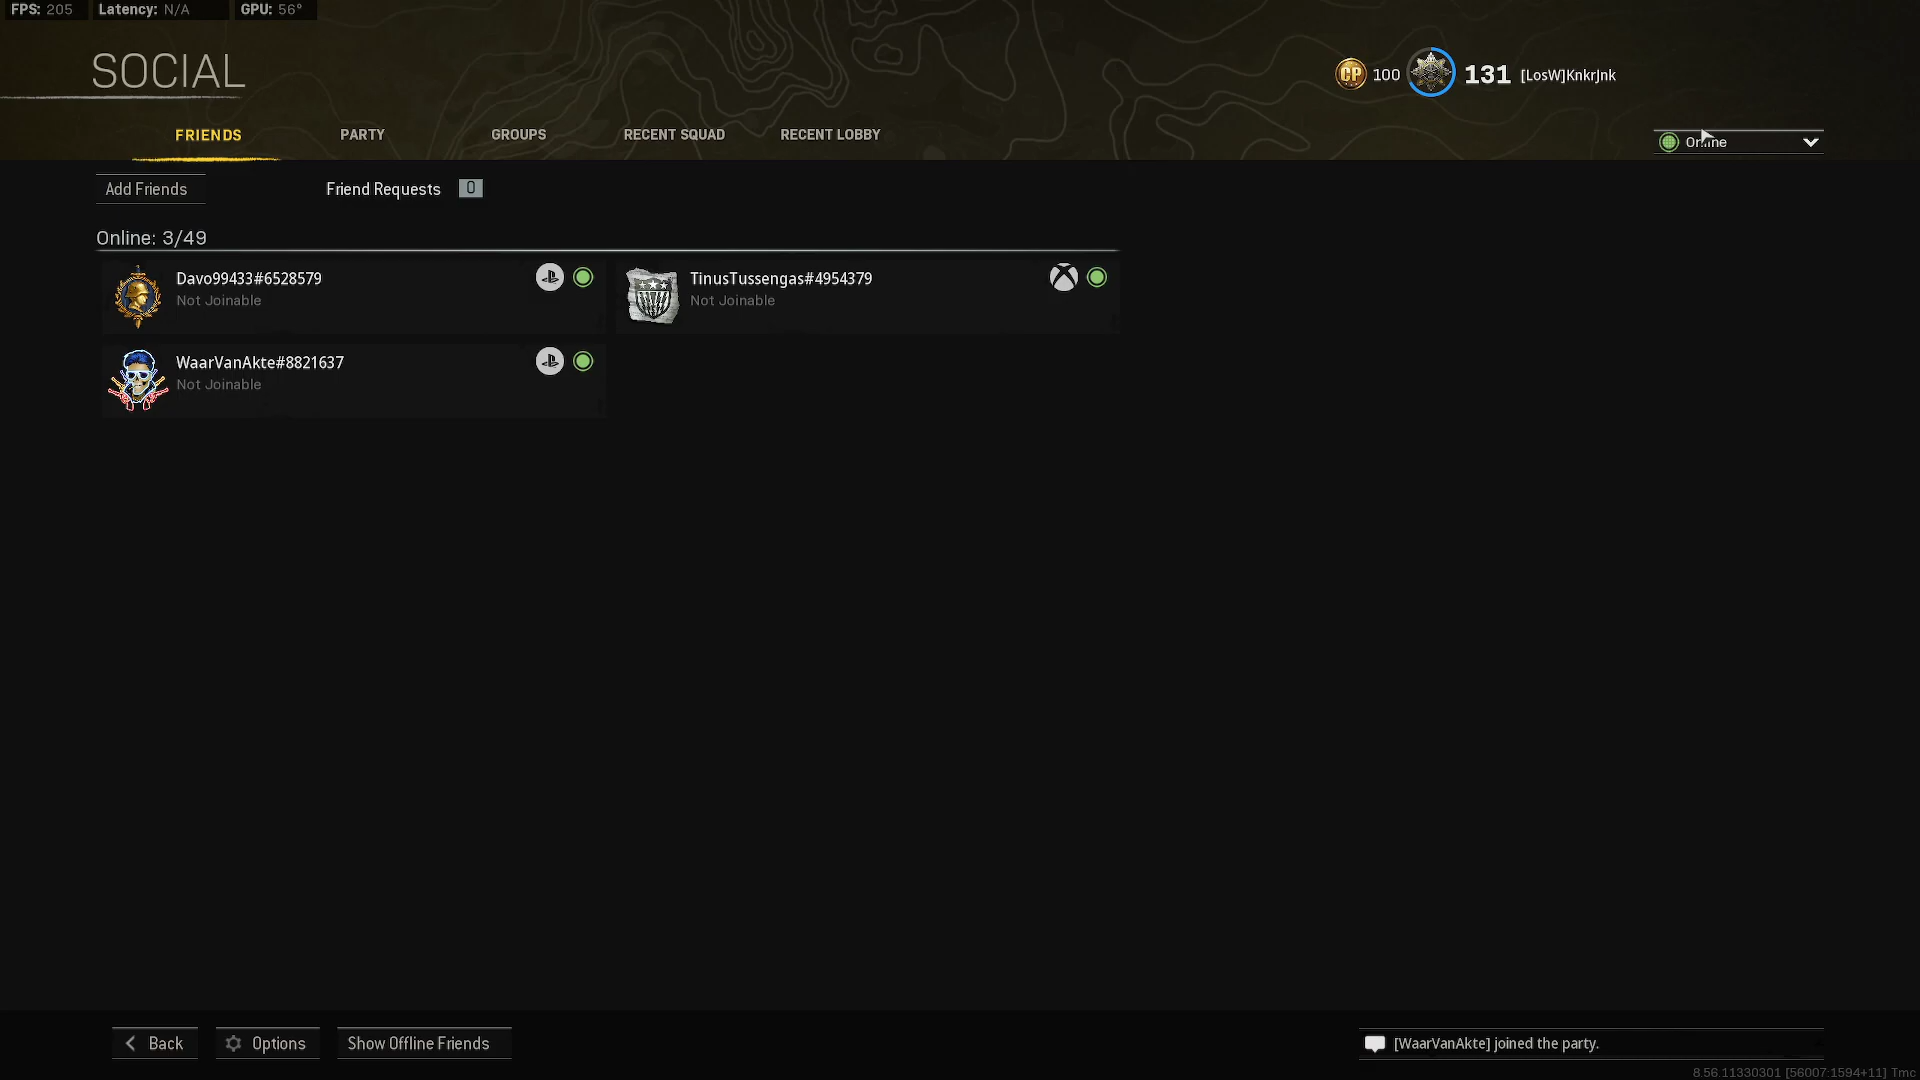 FPS: 205 Latency: N/A GPU: 56°
SOCIAL
CP 100 131 [LosW]KnkrJnk
FRIENDS PARTY GROUPS RECENT SQUAD RECENT LOBBY
Online
Add Friends Friend Requests 0
Online: 3/49
Davo99433#6528579
Not Joinable
TinusTussengas#4954379
Not Joinable
WaarVanAkte#8821637
Not Joinable
Back Options Show Offline Friends
[WaarVanAkte] joined the party.
8.56.11330301 [56007:1594+11] Tmc